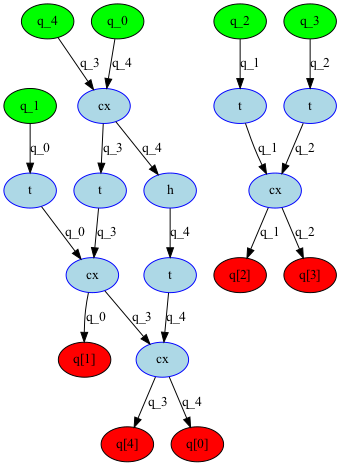 q_4 q_0 q_2 q_3
q_3 q_4 q_1 q_2
q_1 cx t t
q_0 q_3 q_4 q_1 q_2
t t h cx
q_0 q_3 q_4 q_1 q_2
cx t q[2] q[3]
q_0 q_3 q_4
q[1] cx
q_3 q_4
q[4] q[0]